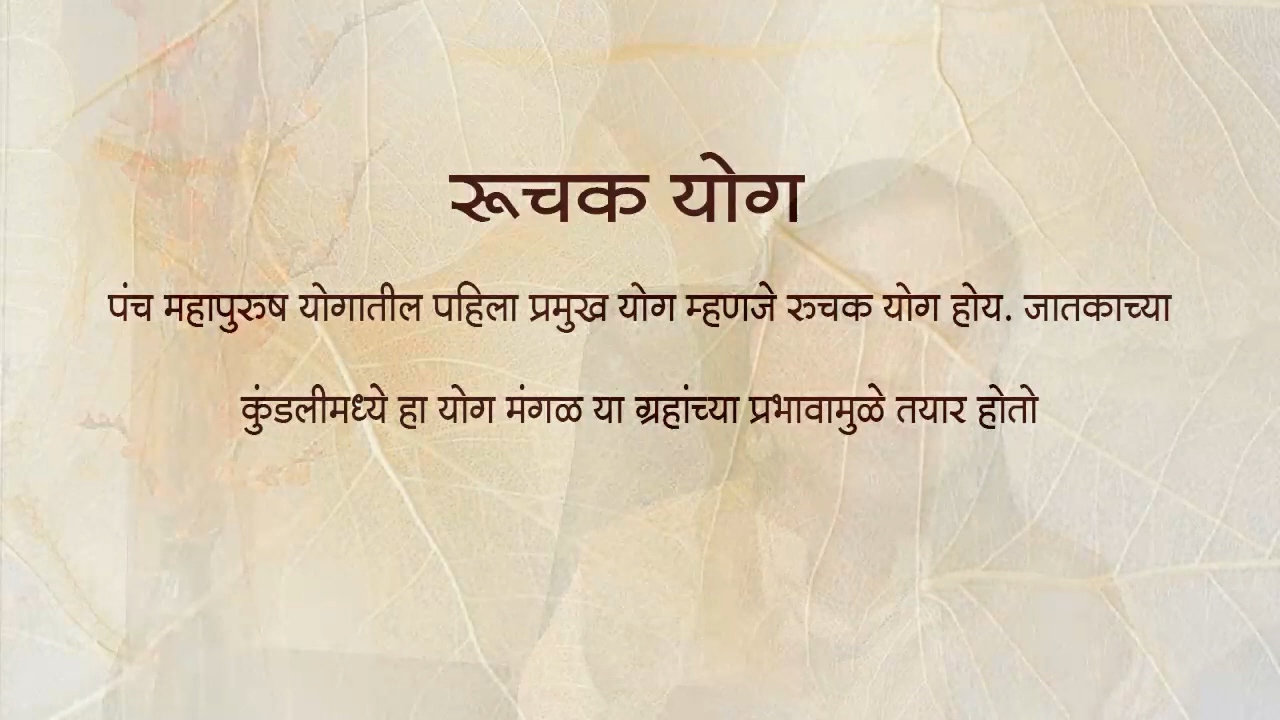 रूचक योग
पंच महापुरुष योगातील पहिला प्रमुख योग म्हणजे रुचक योग होय. जातकाच्या
कुंडलीमध्ये हा योग मंगळ या ग्रहांच्या प्रभावामुळे तयार होतो